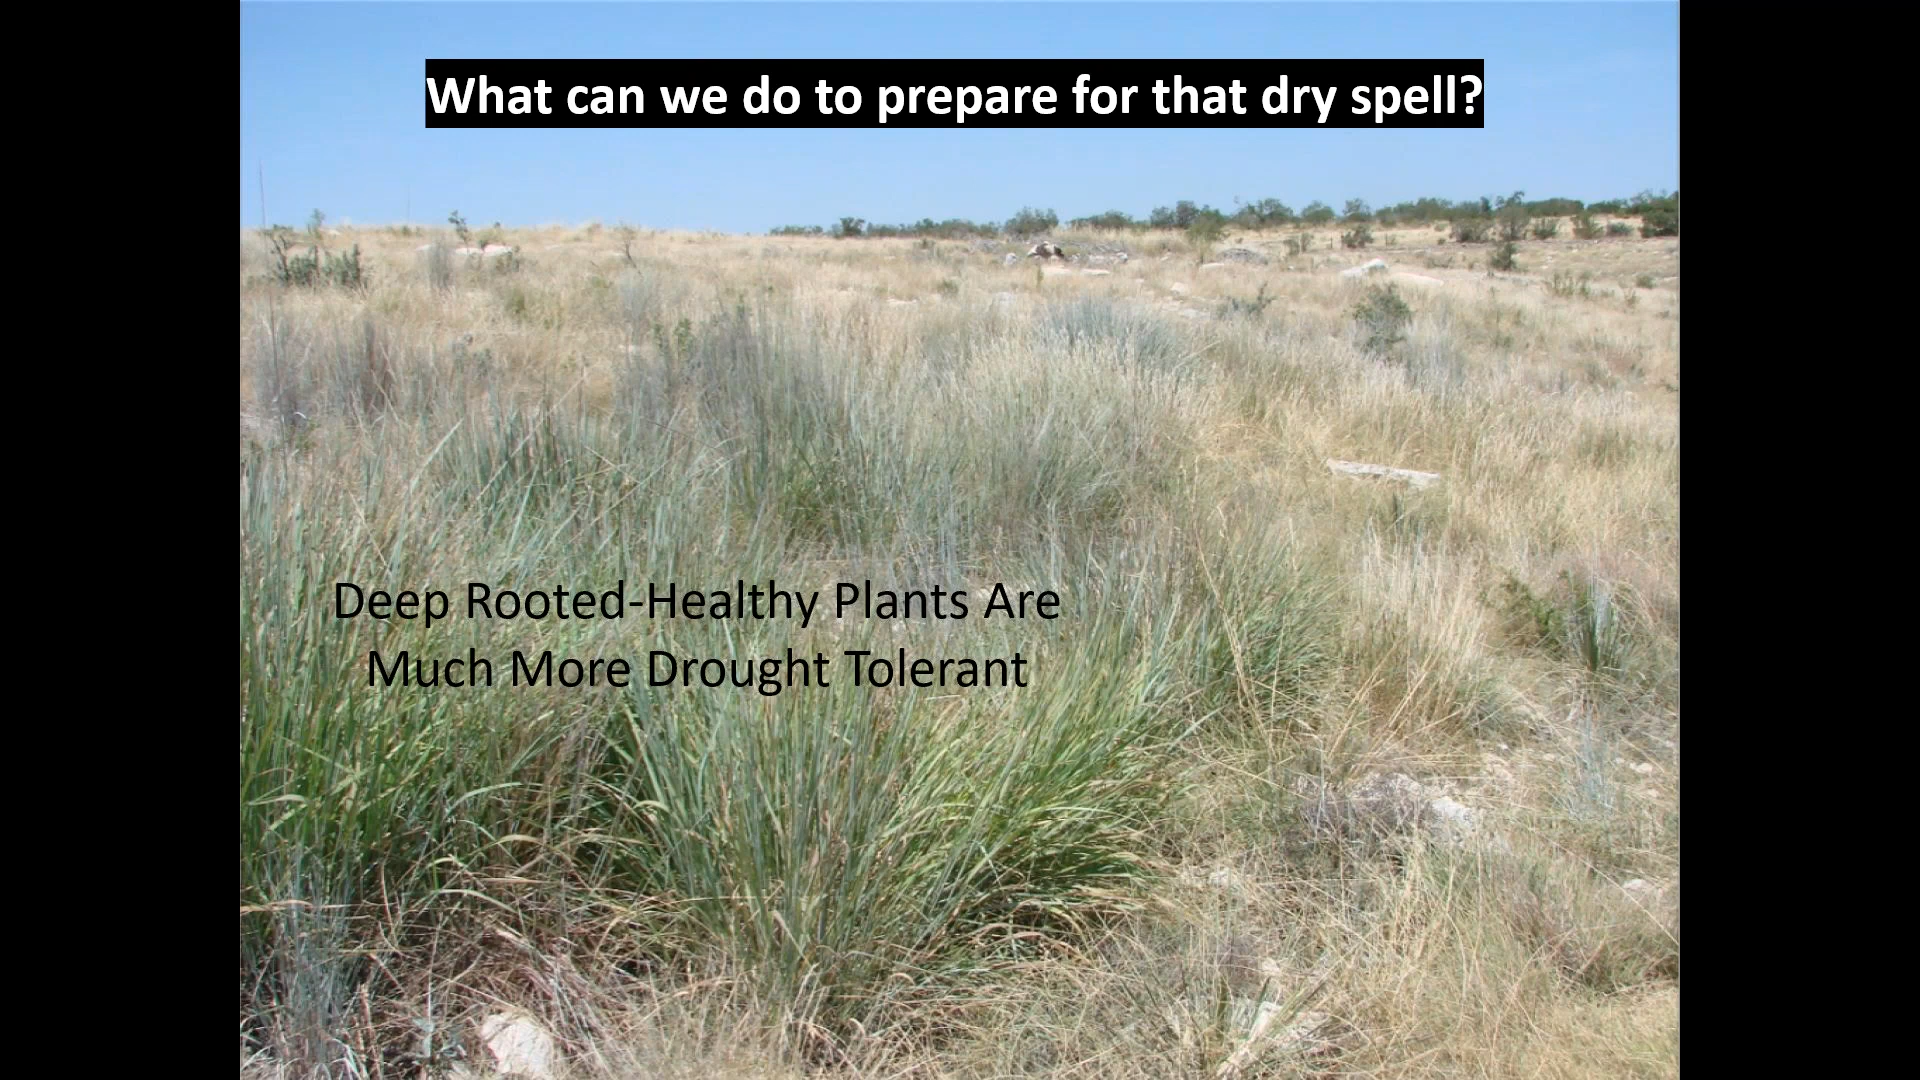 What can we do to prepare for that dry spell?
Deep Rooted-Healthy Plants Are
Much More Drought Tolerant